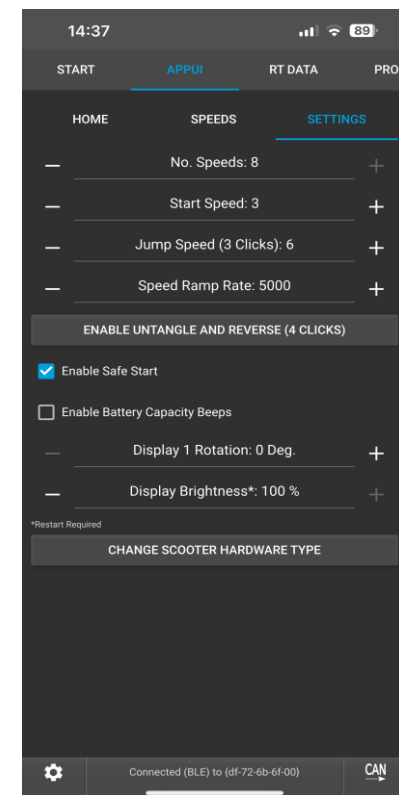 14:37 89
START APPUI RT DATA PRO
HOME SPEEDS SETTINGS
No. Speeds: 8
Start Speed: 3
Jump Speed (3 Clicks): 6
Speed Ramp Rate: 5000
ENABLE UNTANGLE AND REVERSE (4 CLICKS)
Enable Safe Start
Enable Battery Capacity Beeps
Display 1 Rotation: 0 Deg.
Display Brightness*: 100 %
*Restart Required
CHANGE SCOOTER HARDWARE TYPE
Connected (BLE) to {df-72-6b-6f-00} CAN